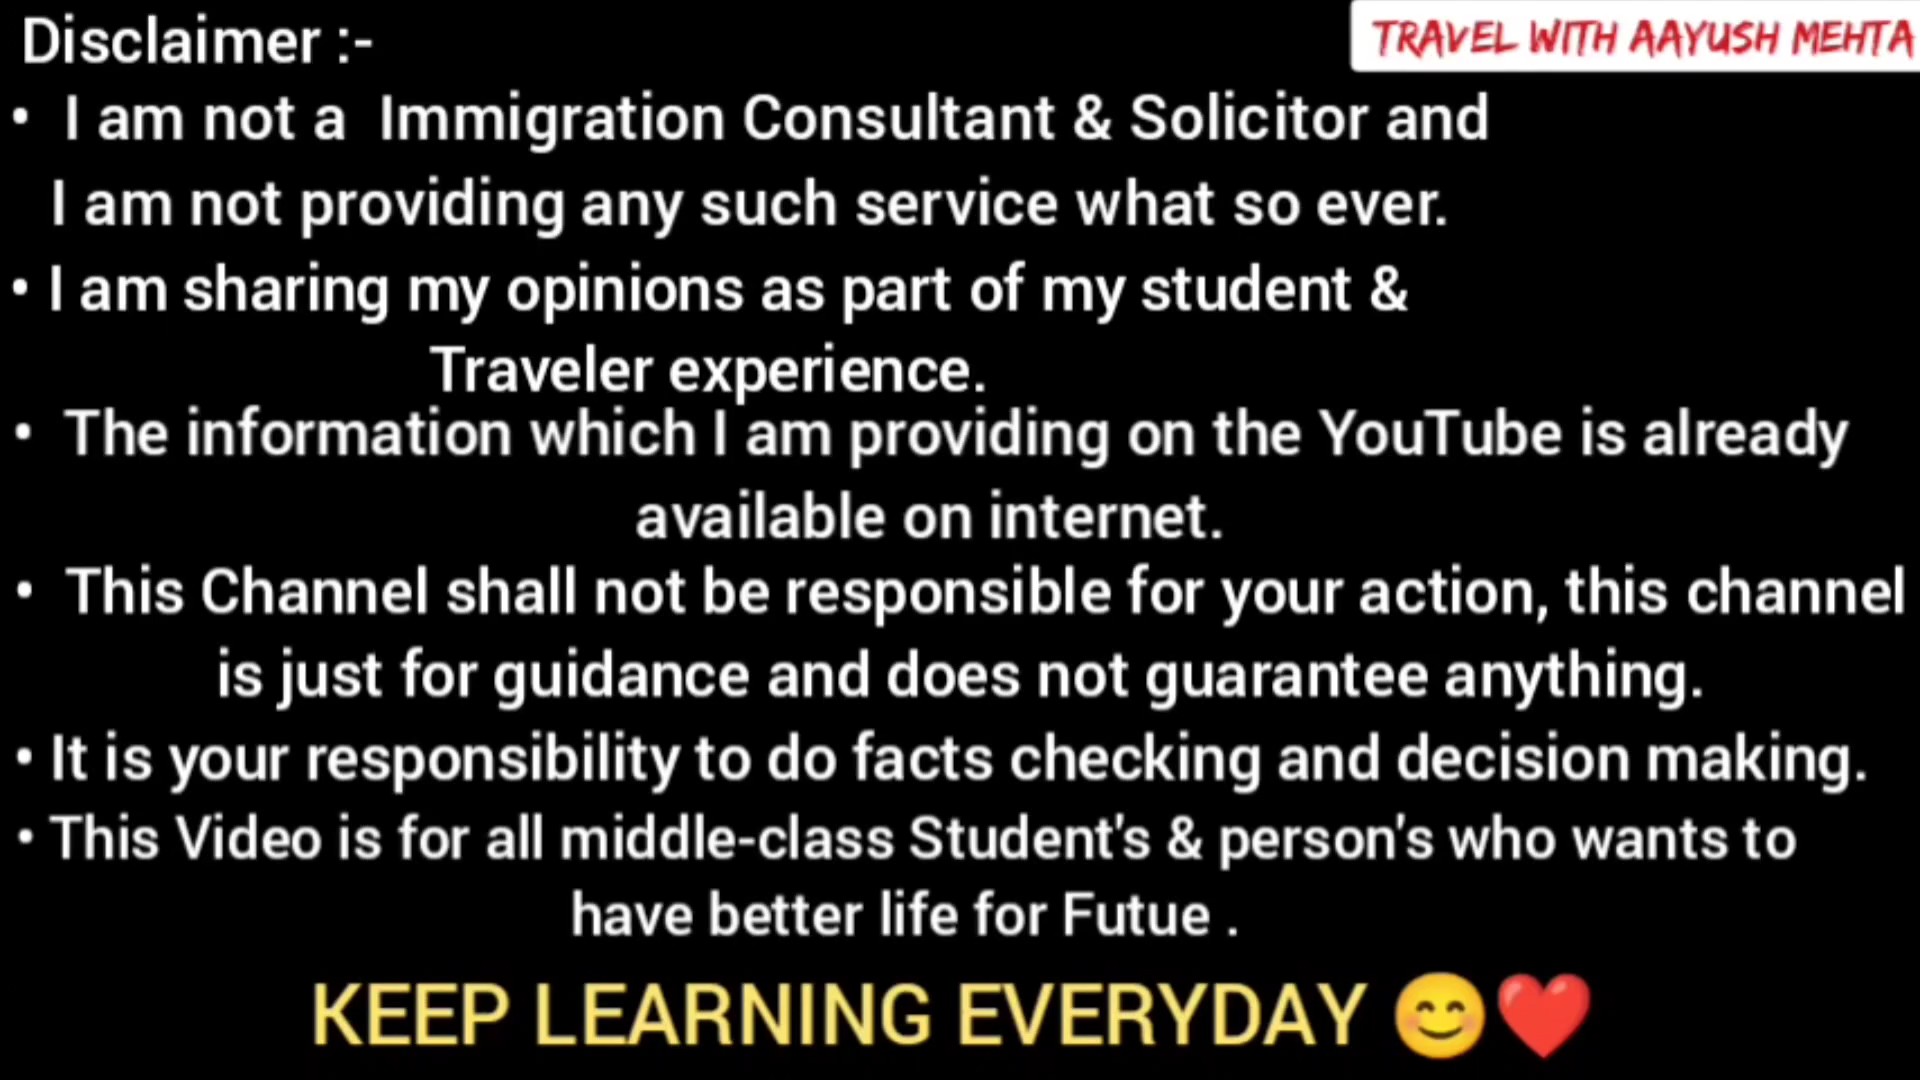 Disclaimer :-
TRAVEL WITH AAYUSH MEHTA
• I am not a Immigration Consultant & Solicitor and
I am not providing any such service what so ever.
• I am sharing my opinions as part of my student &
Traveler experience.
• The information which I am providing on the YouTube is already
available on internet.
• This Channel shall not be responsible for your action, this channel
is just for guidance and does not guarantee anything.
• It is your responsibility to do facts checking and decision making.
• This Video is for all middle-class Student's & person's who wants to
have better life for Futue .
KEEP LEARNING EVERYDAY 😊❤️